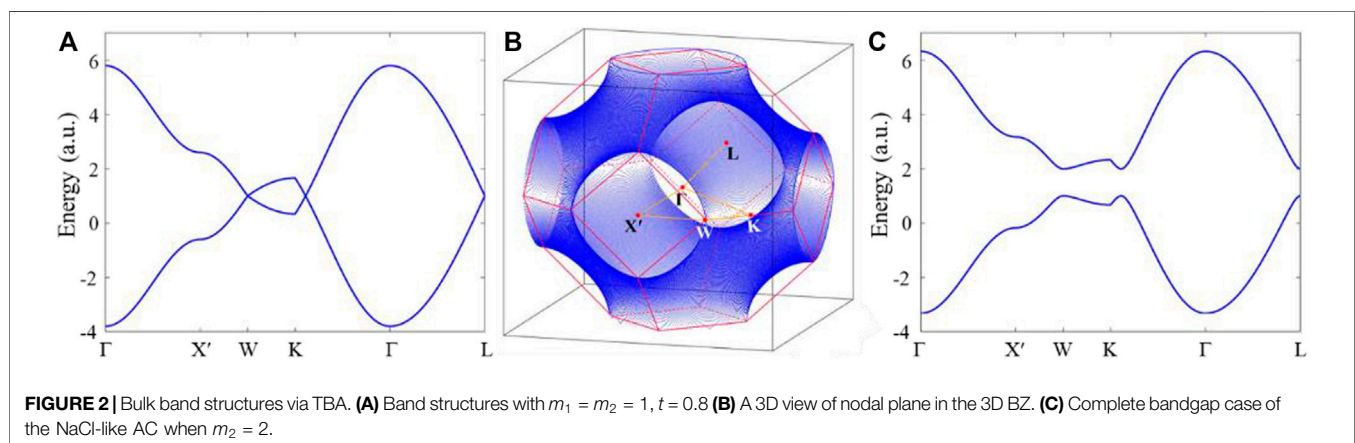 A
B
C
Energy (a.u.)
6
4
2
0
-2
-4
Γ
X′
W
K
Γ
L
L
Γ
X′
W
K
Energy (a.u.)
6
4
2
0
-2
-4
Γ
X′
W
K
Γ
L
FIGURE 2 | Bulk band structures via TBA. (A) Band structures with m₁ = m₂ = 1, t = 0.8 (B) A 3D view of nodal plane in the 3D BZ. (C) Complete bandgap case of
the NaCl-like AC when m₂ = 2.